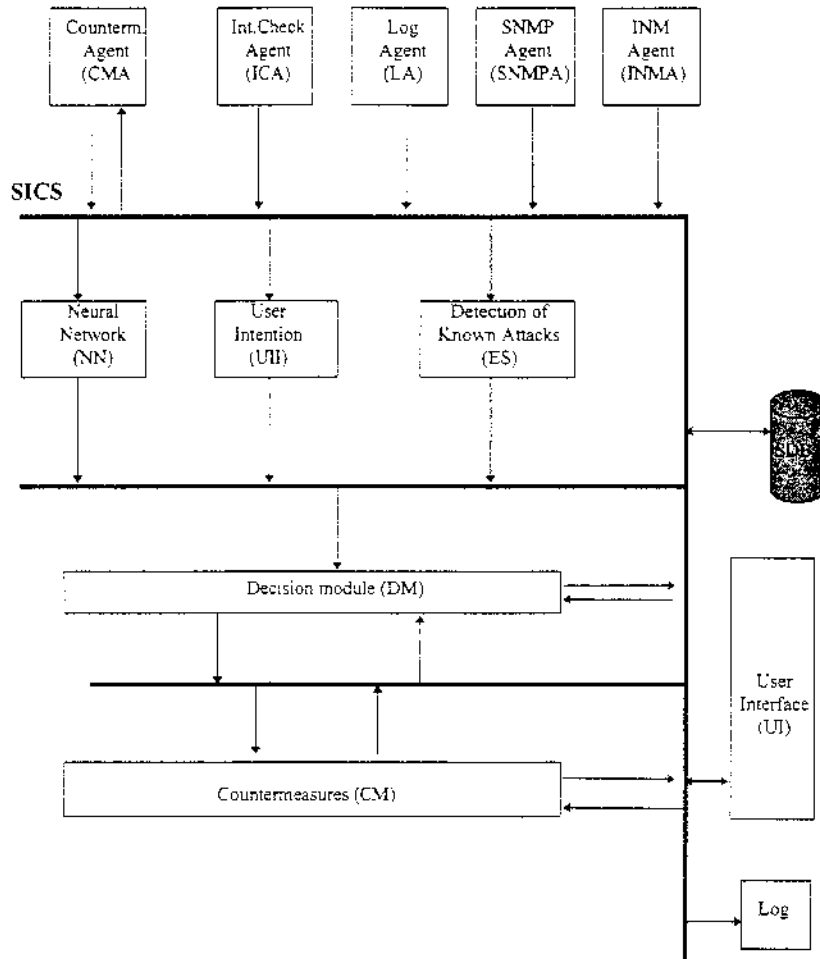 Counterm.
Agent
(CMA
Int.Check
Agent
(ICA)
Log
Agent
(LA)
SNMP
Agent
(SNMPA)
INM
Agent
(INMA)
SICS
Neural
Network
(NN)
User
Intention
(UII)
Detection of
Known Attacks
(ES)
SDB
Decision module (DM)
User
Interface
(UI)
Countermeasures (CM)
Log